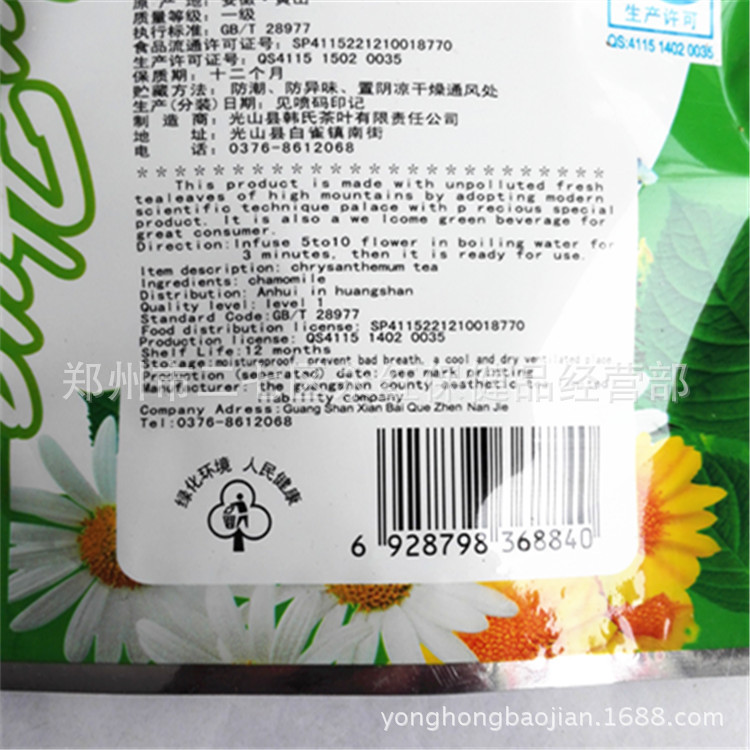 质量等级: 一级
执行标准: GB/T 28977
食品流通许可证号: SP4115221210018770
生产许可证号: QS4115 1502 0035
保质期: 十二个月
贮藏方法: 防潮、防异味、置阴凉干燥通风处
生产(分装)日期: 见喷码印记
制 造 商: 光山县韩氏茶叶有限责任公司
地 址: 光山县白雀镇南街
电 话: 0376-8612068
生产许可
QS:4115 1402 0035
* * * * * * * * * * * * * * * * * * * * * * * * *
This product is made with unpolluted fresh
tealeaves of high mountains by adopting modern
scientific technique palace with p recious special
product. It is also a we lcome green beverage for
great consumer.
Direction:Infuse 5to10 flower in boiling water for
3 minutes, then it is ready for use.
Item description: chrysanthemum tea
Ingredients: chamomile
Distribution: Anhui in huangshan
Quality level: level 1
Standard Code:GB/T 28977
Food distribution license: SP4115221210018770
Production license: QS4115 1402 0035
Shelf Life:12 months
Storage:moistureproof, prevent bad breath, a cool and dry ventilated place
Production (separated) date: see mark printing
Manufacturer: the guangshan county aesthetic tea
company
Company Adress:Guang Shan Xian Bai Que Zhen Nan Jie
Tel:0376-8612068
绿化环境 人民健康
6 928798 368840
郑州市
保健品经营部
yonghongbaojian.1688.com